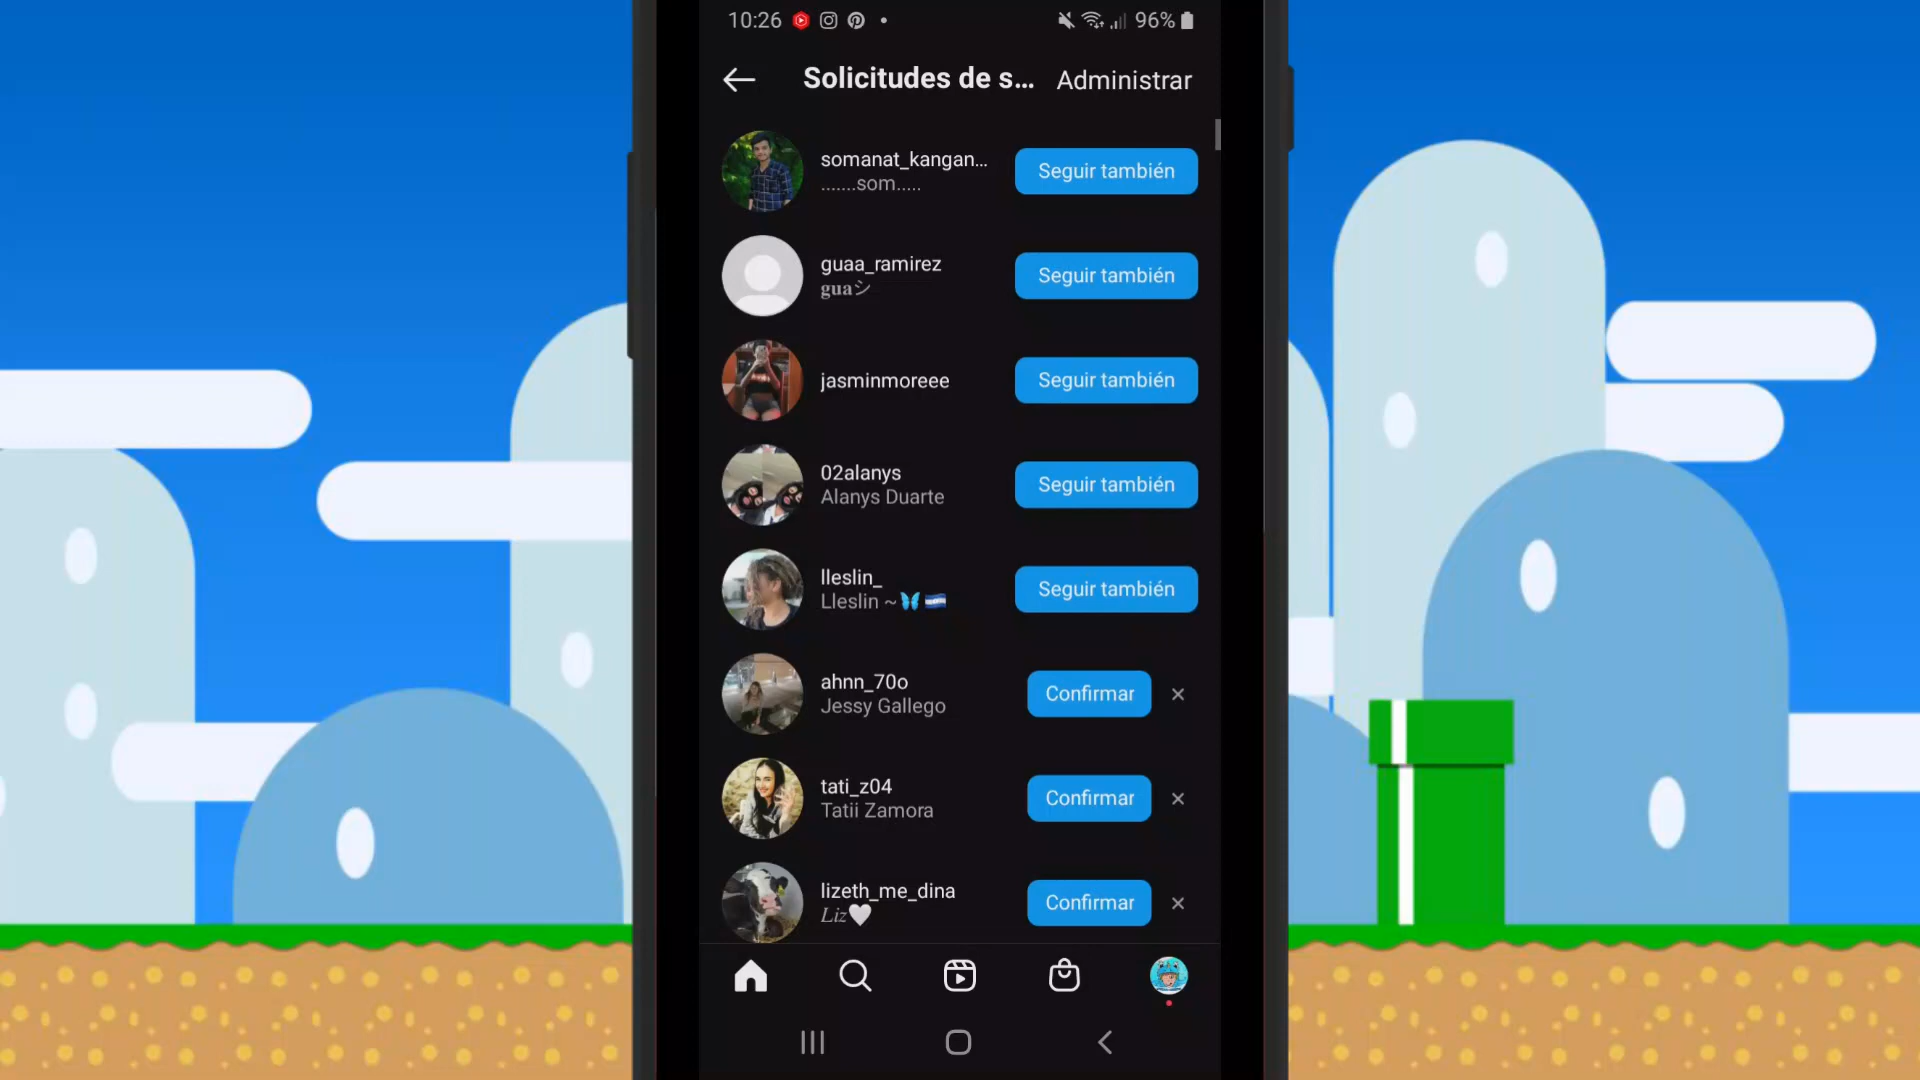 10:26
96%
Solicitudes de s... Administrar
somanat_kangan...
.......som.....
Seguir también
guaa_ramirez
𝐠𝐮𝐚シ
Seguir también
jasminmoreee
Seguir también
02alanys
Alanys Duarte
Seguir también
lleslin_
Lleslin ~🦋🇭🇳
Seguir también
ahnn_70o
Jessy Gallego
Confirmar ×
tati_z04
Tatii Zamora
Confirmar ×
lizeth_me_dina
𝐿𝑖𝑧🤍
Confirmar ×